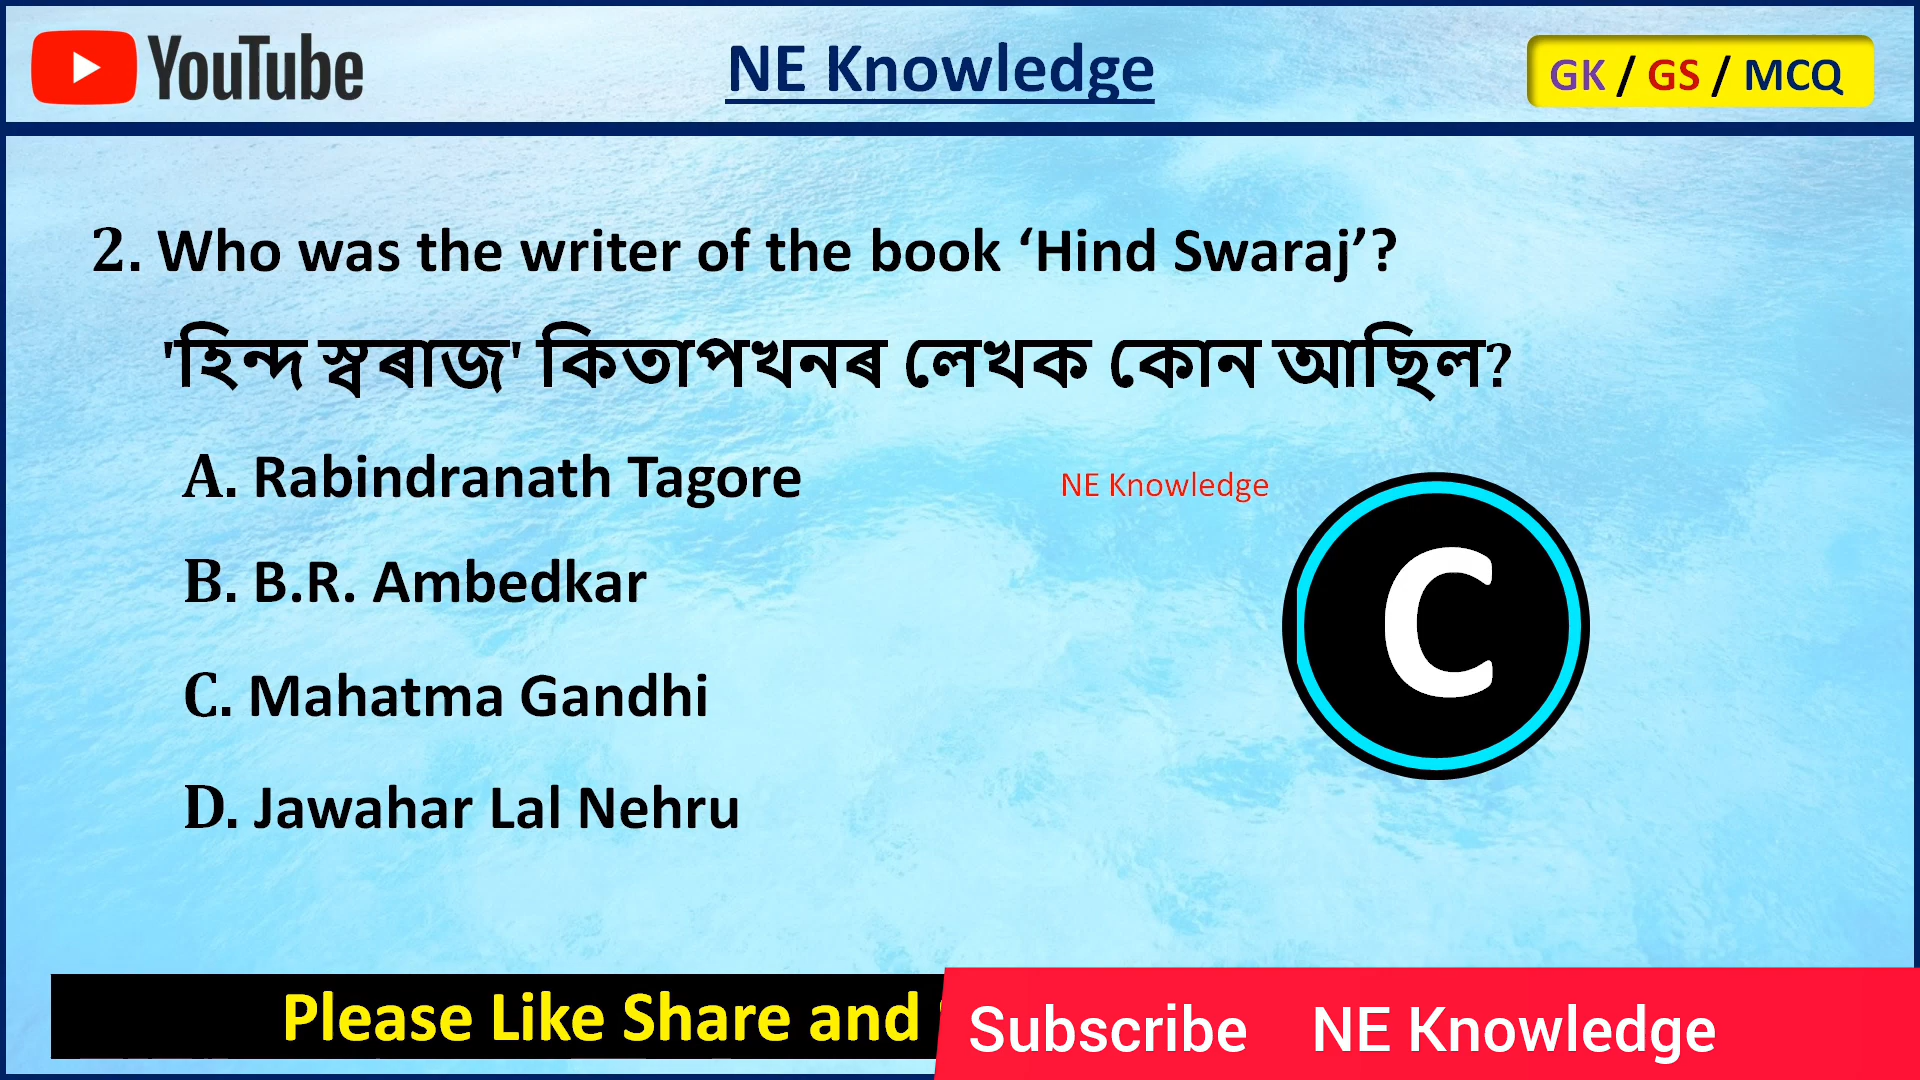 YouTube
NE Knowledge
GK / GS / MCQ
2. Who was the writer of the book ‘Hind Swaraj’?
'হিন্দ স্বৰাজ' কিতাপখনৰ লেখক কোন আছিল?
A. Rabindranath Tagore
NE Knowledge
B. B.R. Ambedkar
C
C. Mahatma Gandhi
D. Jawahar Lal Nehru
Please Like Share and
Subscribe NE Knowledge